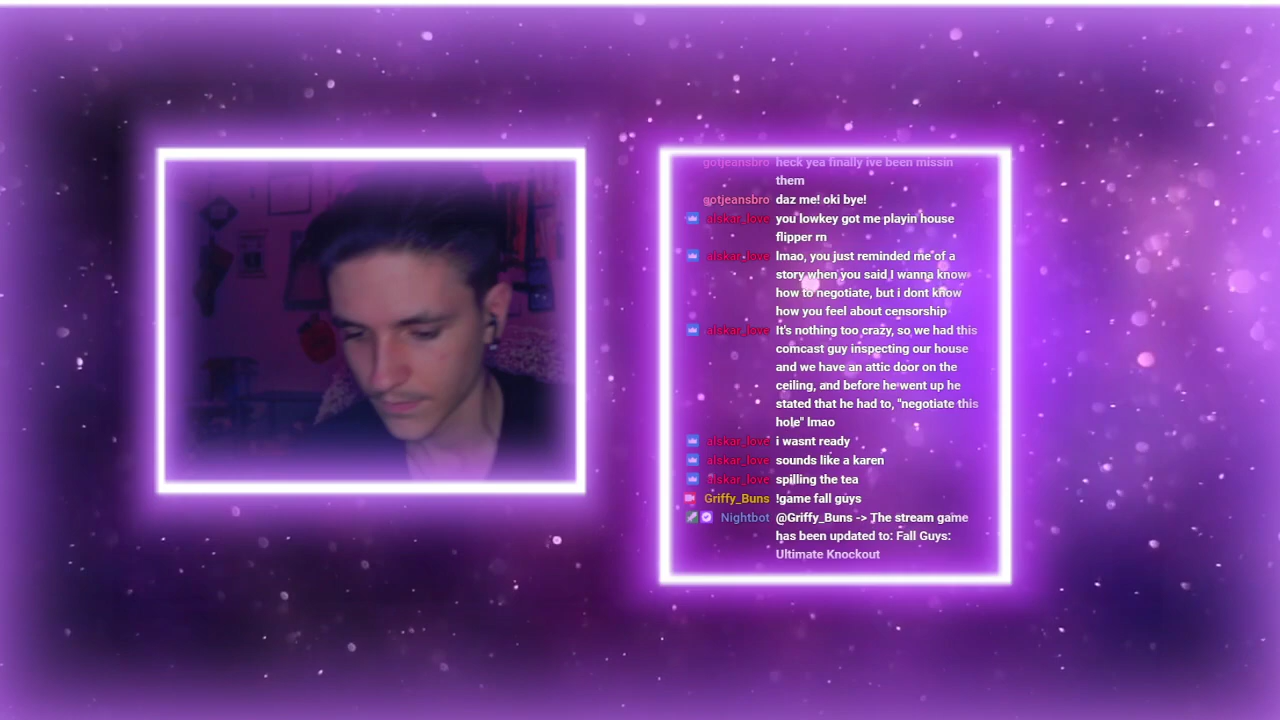 gotjeansbro heck yea finally ive been missin
them
gotjeansbro daz me! oki bye!
alskar_love you lowkey got me playin house
flipper rn
alskar_love lmao, you just reminded me of a
story when you said I wanna know
how to negotiate, but i dont know
how you feel about censorship
alskar_love It's nothing too crazy, so we had this
comcast guy inspecting our house
and we have an attic door on the
ceiling, and before he went up he
stated that he had to, "negotiate this
hole" lmao
alskar_love i wasnt ready
alskar_love sounds like a karen
alskar_love spilling the tea
Griffy_Buns !game fall guys
Nightbot @Griffy_Buns -> The stream game
has been updated to: Fall Guys:
Ultimate Knockout